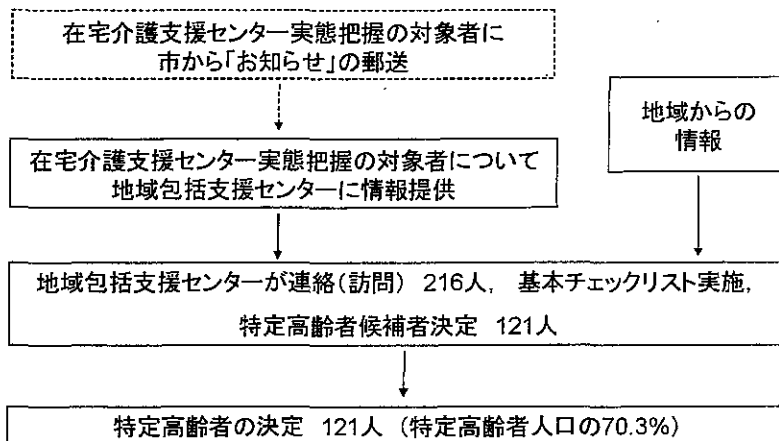 在宅介護支援センター実態把握の対象者に
市から「お知らせ」の郵送
地域からの
情報
在宅介護支援センター実態把握の対象者について
地域包括支援センターに情報提供
地域包括支援センターが連絡(訪問) 216人, 基本チェックリスト実施,
特定高齢者候補者決定 121人
特定高齢者の決定 121人 (特定高齢者人口の70.3%)